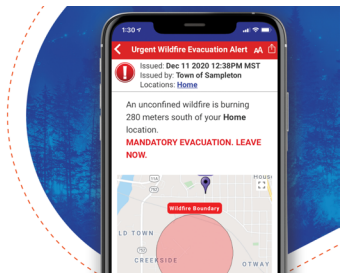 1:30
Urgent Wildfire Evacuation Alert AA
Issued: Dec 11 2020 12:38PM MST
Issued by: Town of Sampleton
Locations: Home
An unconfined wildfire is burning
280 meters south of your Home
location.
MANDATORY EVACUATION. LEAVE
NOW.
HOUS
Wildfire Boundary
LD TOWN
CREEKSIDE
OTWAY